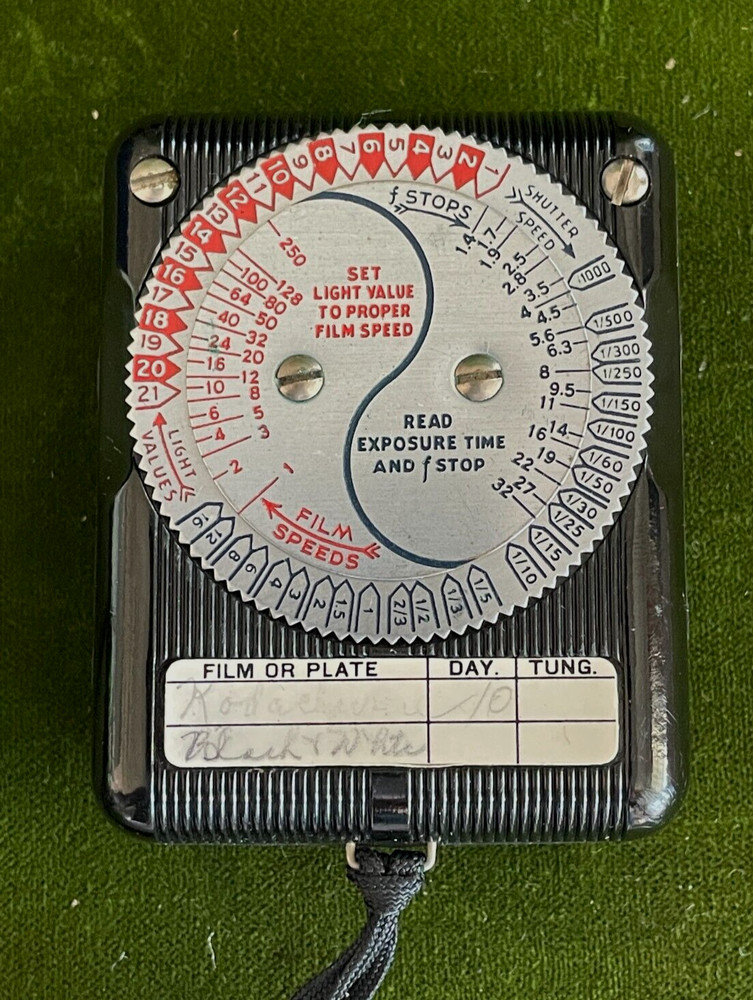 1 2 3 4 5 6 7 8 9 10 11 12 13 14 15 16 17 18 19 20 21
LIGHT
VALUES
SHUTTER
SPEED
1000 1/500 1/300 1/250 1/150 1/100 1/60 1/50 1/30 1/25 1/15 1/10 1/5 1/3 1/2 2/3 1 1.5 2 3 4 6 8 12 16
f STOPS
1.4 1.7 1.9 2.5 2.8 3.5 4 4.5 5.6 6.3 8 9.5 11 14 16 19 22 27 32
250 128 100 80 64 50 40 32 24 20 16 12 10 8 6 5 4 3 2 1
SET
LIGHT VALUE
TO PROPER
FILM SPEED
READ
EXPOSURE TIME
AND f STOP
FILM
SPEEDS
FILM OR PLATE DAY. TUNG.
Kodachrome 10
Black & White